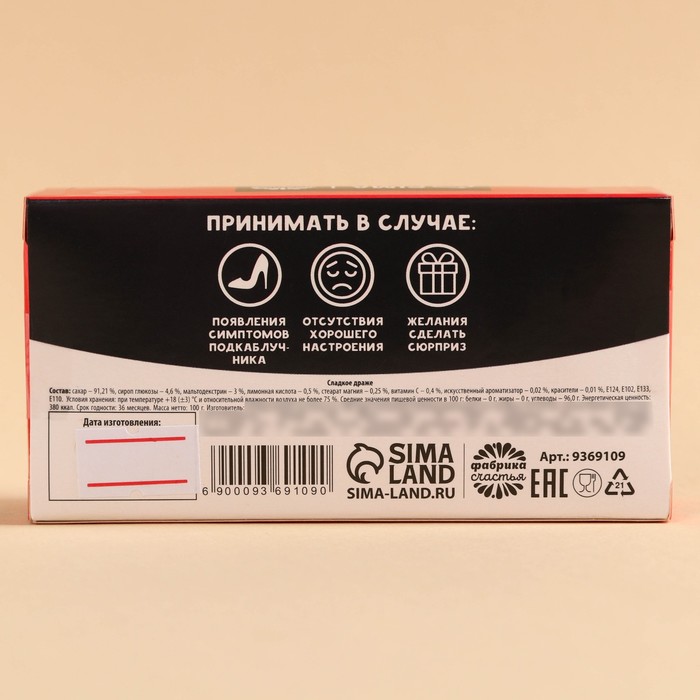 ПРИНИМАТЬ В СЛУЧАЕ:
ПОЯВЛЕНИЯ
СИМПТОМОВ
ПОДКАБЛУЧ-
НИКА
ОТСУТСТВИЯ
ХОРОШЕГО
НАСТРОЕНИЯ
ЖЕЛАНИЯ
СДЕЛАТЬ
СЮРПРИЗ
Сладкое драже
Состав: сахар – 91,21 %, сироп глюкозы – 4,6 %, мальтодекстрин – 3 %, лимонная кислота – 0,5 %, стеарат магния – 0,25 %, витамин С – 0,4 %, искусственный ароматизатор – 0,02 %, красители – 0,01 %, Е124, Е102, Е133,
Е110. Условия хранения: при температуре +18 (±3) °С и относительной влажности воздуха не более 75 %. Средние значения пищевой ценности в 100 г: белки – 0 г, жиры – 0 г, углеводы – 96,0 г. Энергетическая ценность:
380 ккал. Срок годности: 36 месяцев. Масса нетто: 100 г. Изготовитель:
Дата изготовления:
6 900093 691090
SIMA
LAND
SIMA-LAND.RU
фабрика
счастья
Арт.: 9369109
EAC
21